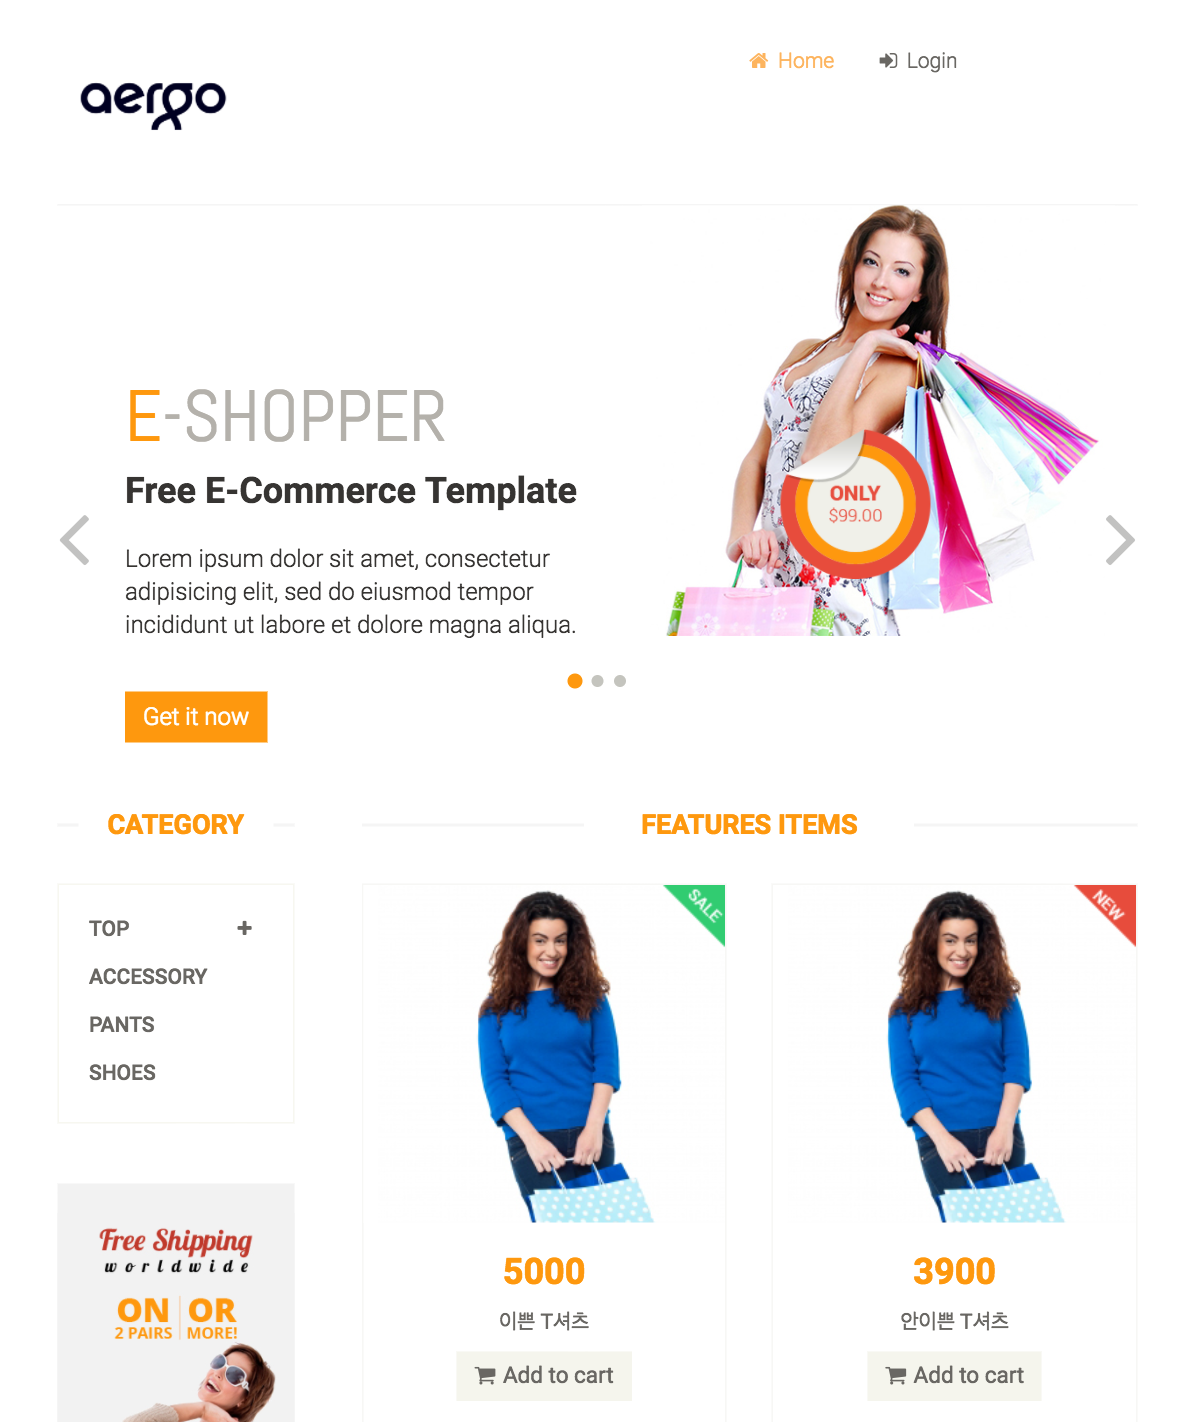 aergo
Home
Login
E-SHOPPER
Free E-Commerce Template
Lorem ipsum dolor sit amet, consectetur
adipisicing elit, sed do eiusmod tempor
incididunt ut labore et dolore magna aliqua.
Get it now
ONLY
$99.00
CATEGORY
TOP
ACCESSORY
PANTS
SHOES
Free Shipping
worldwide
ON OR
2 PAIRS MORE!
FEATURES ITEMS
SALE
5000
이쁜 T셔츠
Add to cart
NEW
3900
안이쁜 T셔츠
Add to cart